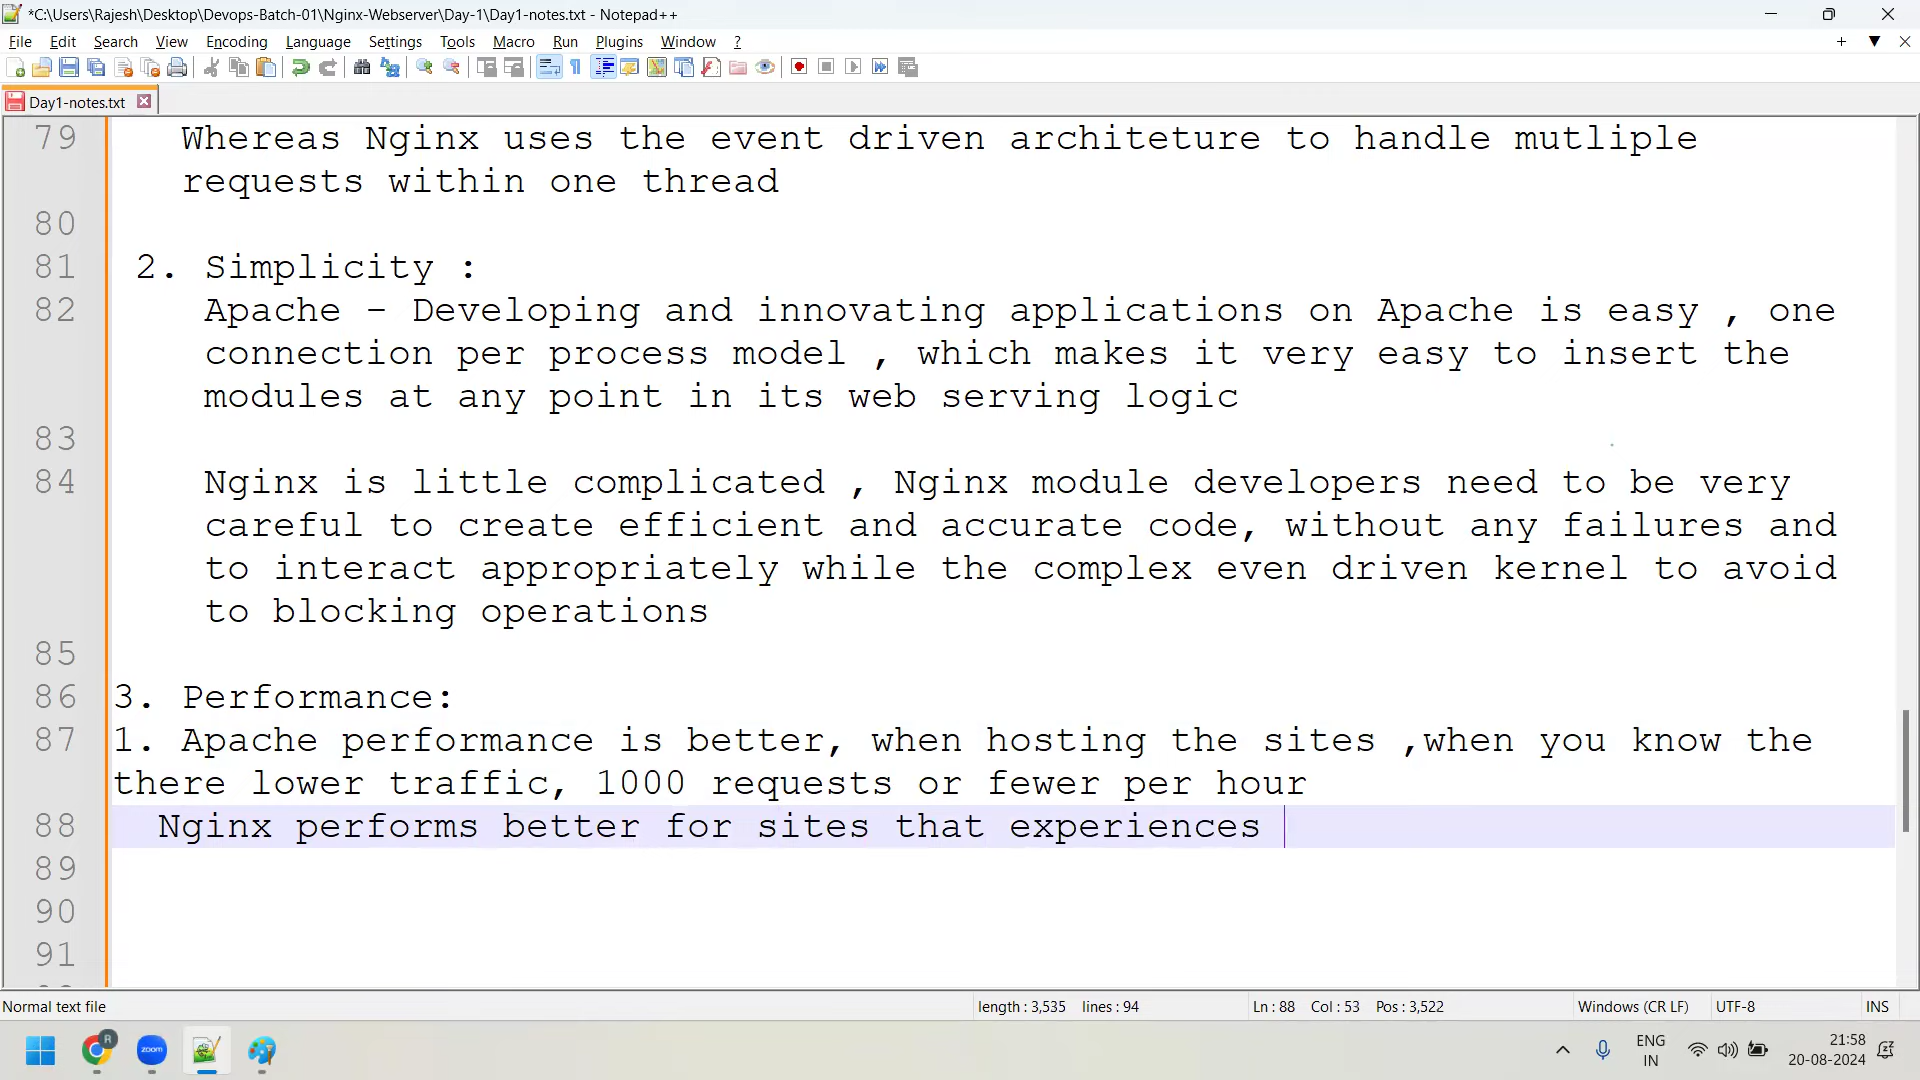 *C:\Users\Rajesh\Desktop\Devops-Batch-01\Nginx-Webserver\Day-1\Day1-notes.txt - Notepad++
File Edit Search View Encoding Language Settings Tools Macro Run Plugins Window ?
Day1-notes.txt
79 Whereas Nginx uses the event driven architeture to handle mutliple
requests within one thread
80
81 2. Simplicity :
82 Apache - Developing and innovating applications on Apache is easy , one
connection per process model , which makes it very easy to insert the
modules at any point in its web serving logic
83
84 Nginx is little complicated , Nginx module developers need to be very
careful to create efficient and accurate code, without any failures and
to interact appropriately while the complex even driven kernel to avoid
to blocking operations
85
86 3. Performance:
87 1. Apache performance is better, when hosting the sites ,when you know the
there lower traffic, 1000 requests or fewer per hour
88 Nginx performs better for sites that experiences
89
90
91
Normal text file length : 3,535 lines : 94 Ln : 88 Col : 53 Pos : 3,522 Windows (CR LF) UTF-8 INS
R zoom ENG 21:58
IN 20-08-2024